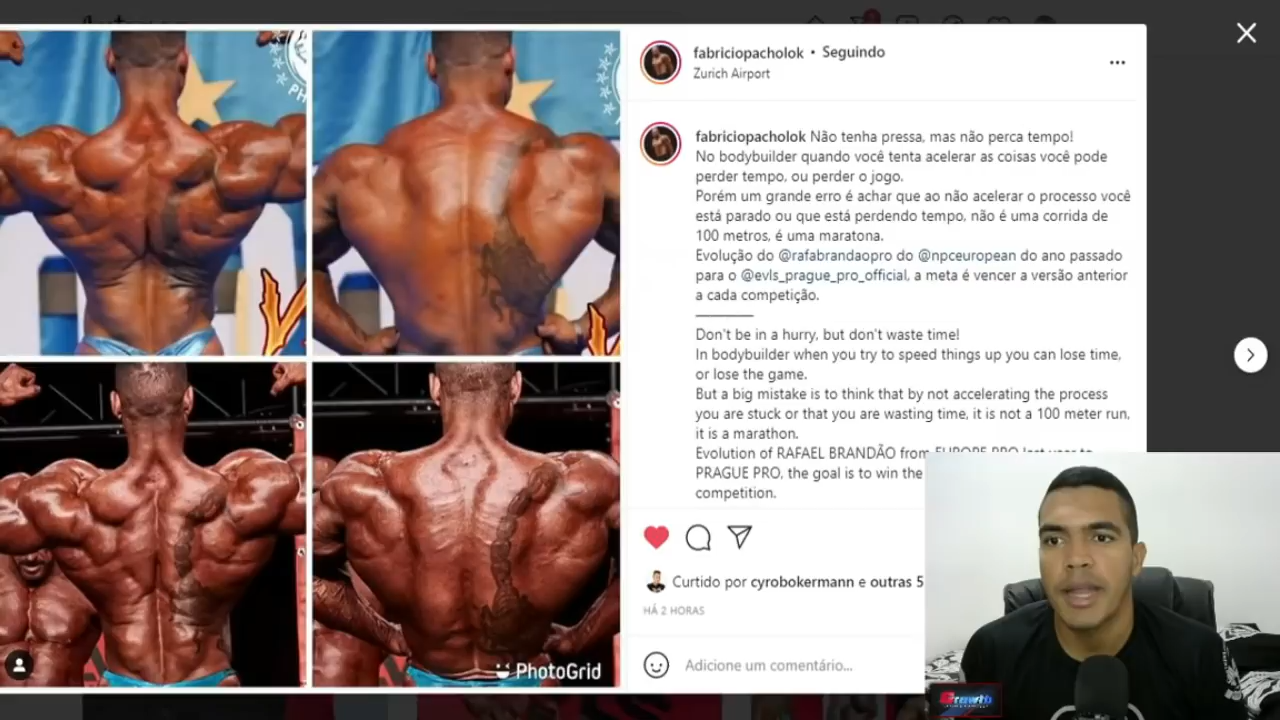 fabriciopacholok • Seguindo
Zurich Airport
fabriciopacholok Não tenha pressa, mas não perca tempo!
No bodybuilder quando você tenta acelerar as coisas você pode
perder tempo, ou perder o jogo.
Porém um grande erro é achar que ao não acelerar o processo você
está parado ou que está perdendo tempo, não é uma corrida de
100 metros, é uma maratona.
Evolução do @rafabrandaopro do @npceuropean do ano passado
para o @evls_prague_pro_official, a meta é vencer a versão anterior
a cada competição.
Don't be in a hurry, but don't waste time!
In bodybuilder when you try to speed things up you can lose time,
or lose the game.
But a big mistake is to think that by not accelerating the process
you are stuck or that you are wasting time, it is not a 100 meter run,
it is a marathon.
Evolution of RAFAEL BRANDÃO from EUROPE PRO last year to
PRAGUE PRO, the goal is to win the
competition.
Curtido por cyrobokermann e outras 5
HÁ 2 HORAS
Adicione um comentário...
PhotoGrid
Growth